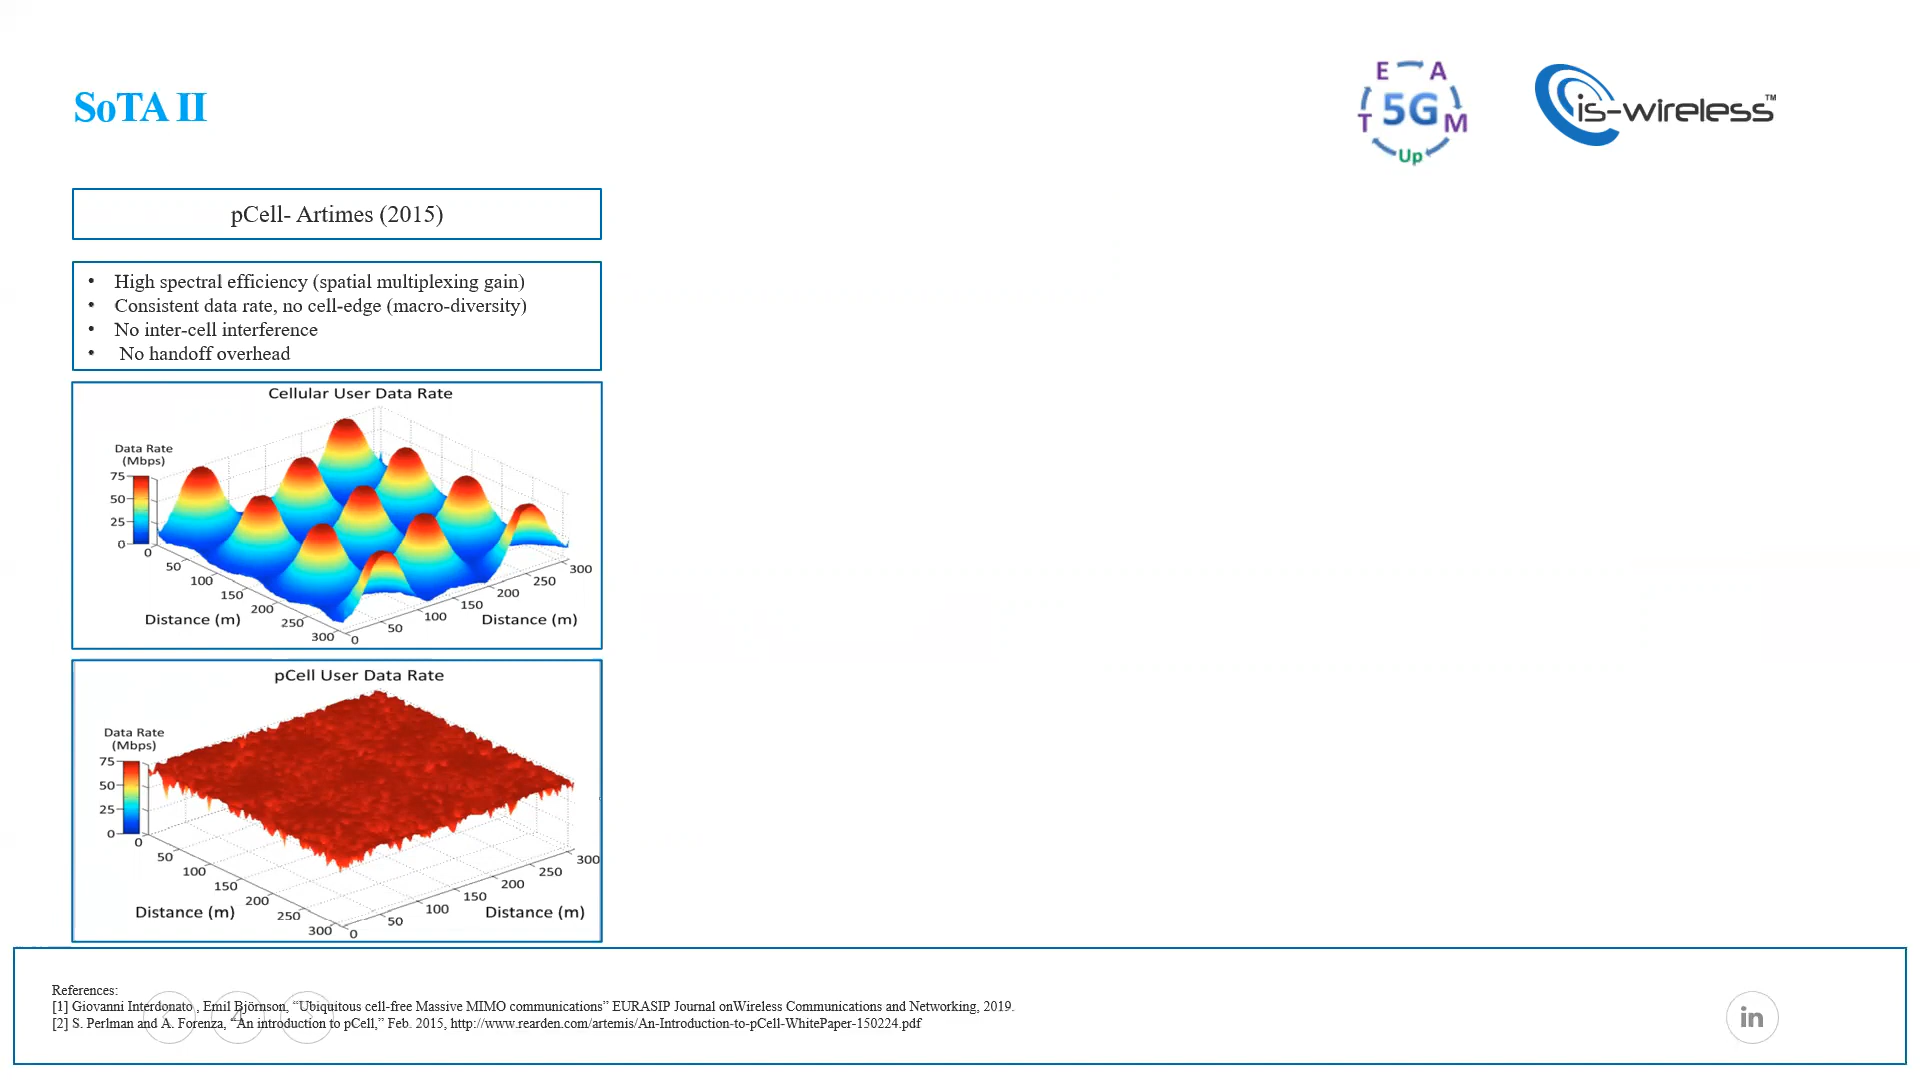 SoTA II
E A
5G
T M
Up
is-wireless™
pCell- Artimes (2015)
• High spectral efficiency (spatial multiplexing gain)
• Consistent data rate, no cell-edge (macro-diversity)
• No inter-cell interference
• No handoff overhead
Cellular User Data Rate
Data Rate
(Mbps)
75
50
25
0
0
50
100
150
200
250
300
Distance (m)
0
50
100
150
200
250
300
Distance (m)
pCell User Data Rate
Data Rate
(Mbps)
75
50
25
0
0
50
100
150
200
250
300
Distance (m)
0
50
100
150
200
250
300
Distance (m)
References:
[1] Giovanni Interdonato , Emil Björnson, “Ubiquitous cell-free Massive MIMO communications” EURASIP Journal onWireless Communications and Networking, 2019.
[2] S. Perlman and A. Forenza, “An introduction to pCell,” Feb. 2015, http://www.rearden.com/artemis/An-Introduction-to-pCell-WhitePaper-150224.pdf
in